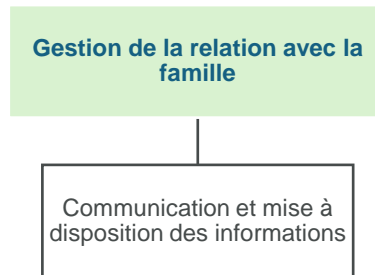 Gestion de la relation avec la
famille
Communication et mise à
disposition des informations